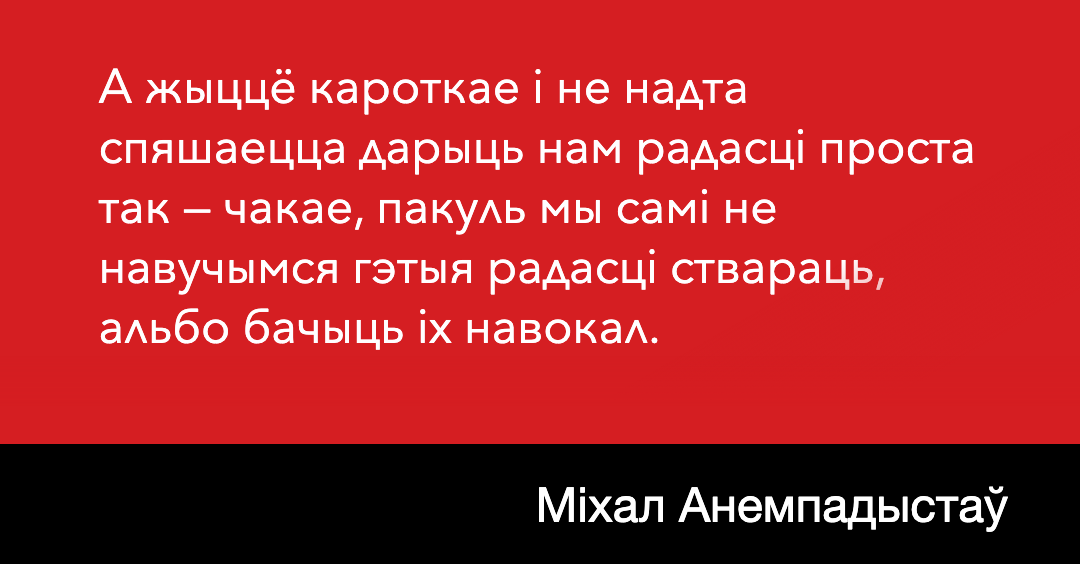 А жыццё кароткае і не надта
спяшаецца дарыць нам радасці проста
так – чакае, пакуль мы самі не
навучымся гэтыя радасці ствараць,
альбо бачыць іх навокал.
Міхал Анемпадыстаў